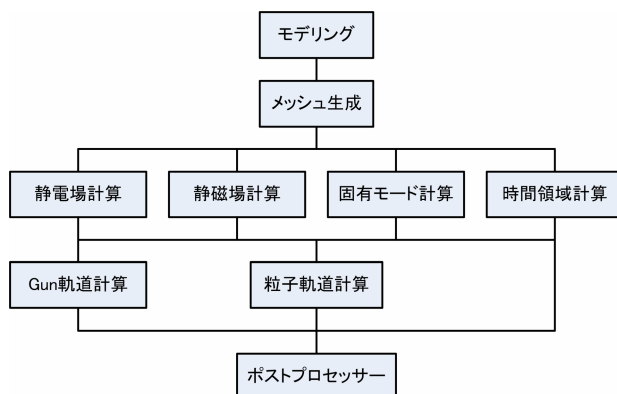 モデリング
メッシュ生成
静電場計算
静磁場計算
固有モード計算
時間領域計算
Gun軌道計算
粒子軌道計算
ポストプロセッサー